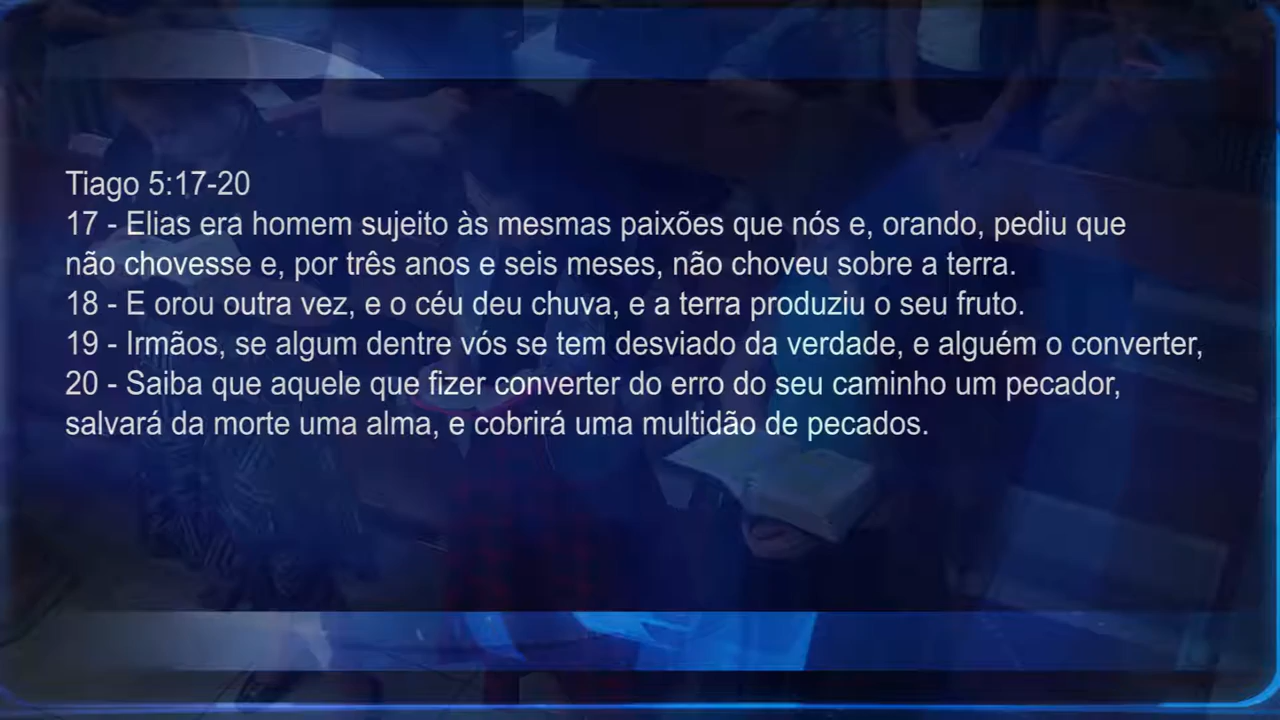 Tiago 5:17-20
17 - Elias era homem sujeito às mesmas paixões que nós e, orando, pediu que
não chovesse e, por três anos e seis meses, não choveu sobre a terra.
18 - E orou outra vez, e o céu deu chuva, e a terra produziu o seu fruto.
19 - Irmãos, se algum dentre vós se tem desviado da verdade, e alguém o converter,
20 - Saiba que aquele que fizer converter do erro do seu caminho um pecador,
salvará da morte uma alma, e cobrirá uma multidão de pecados.